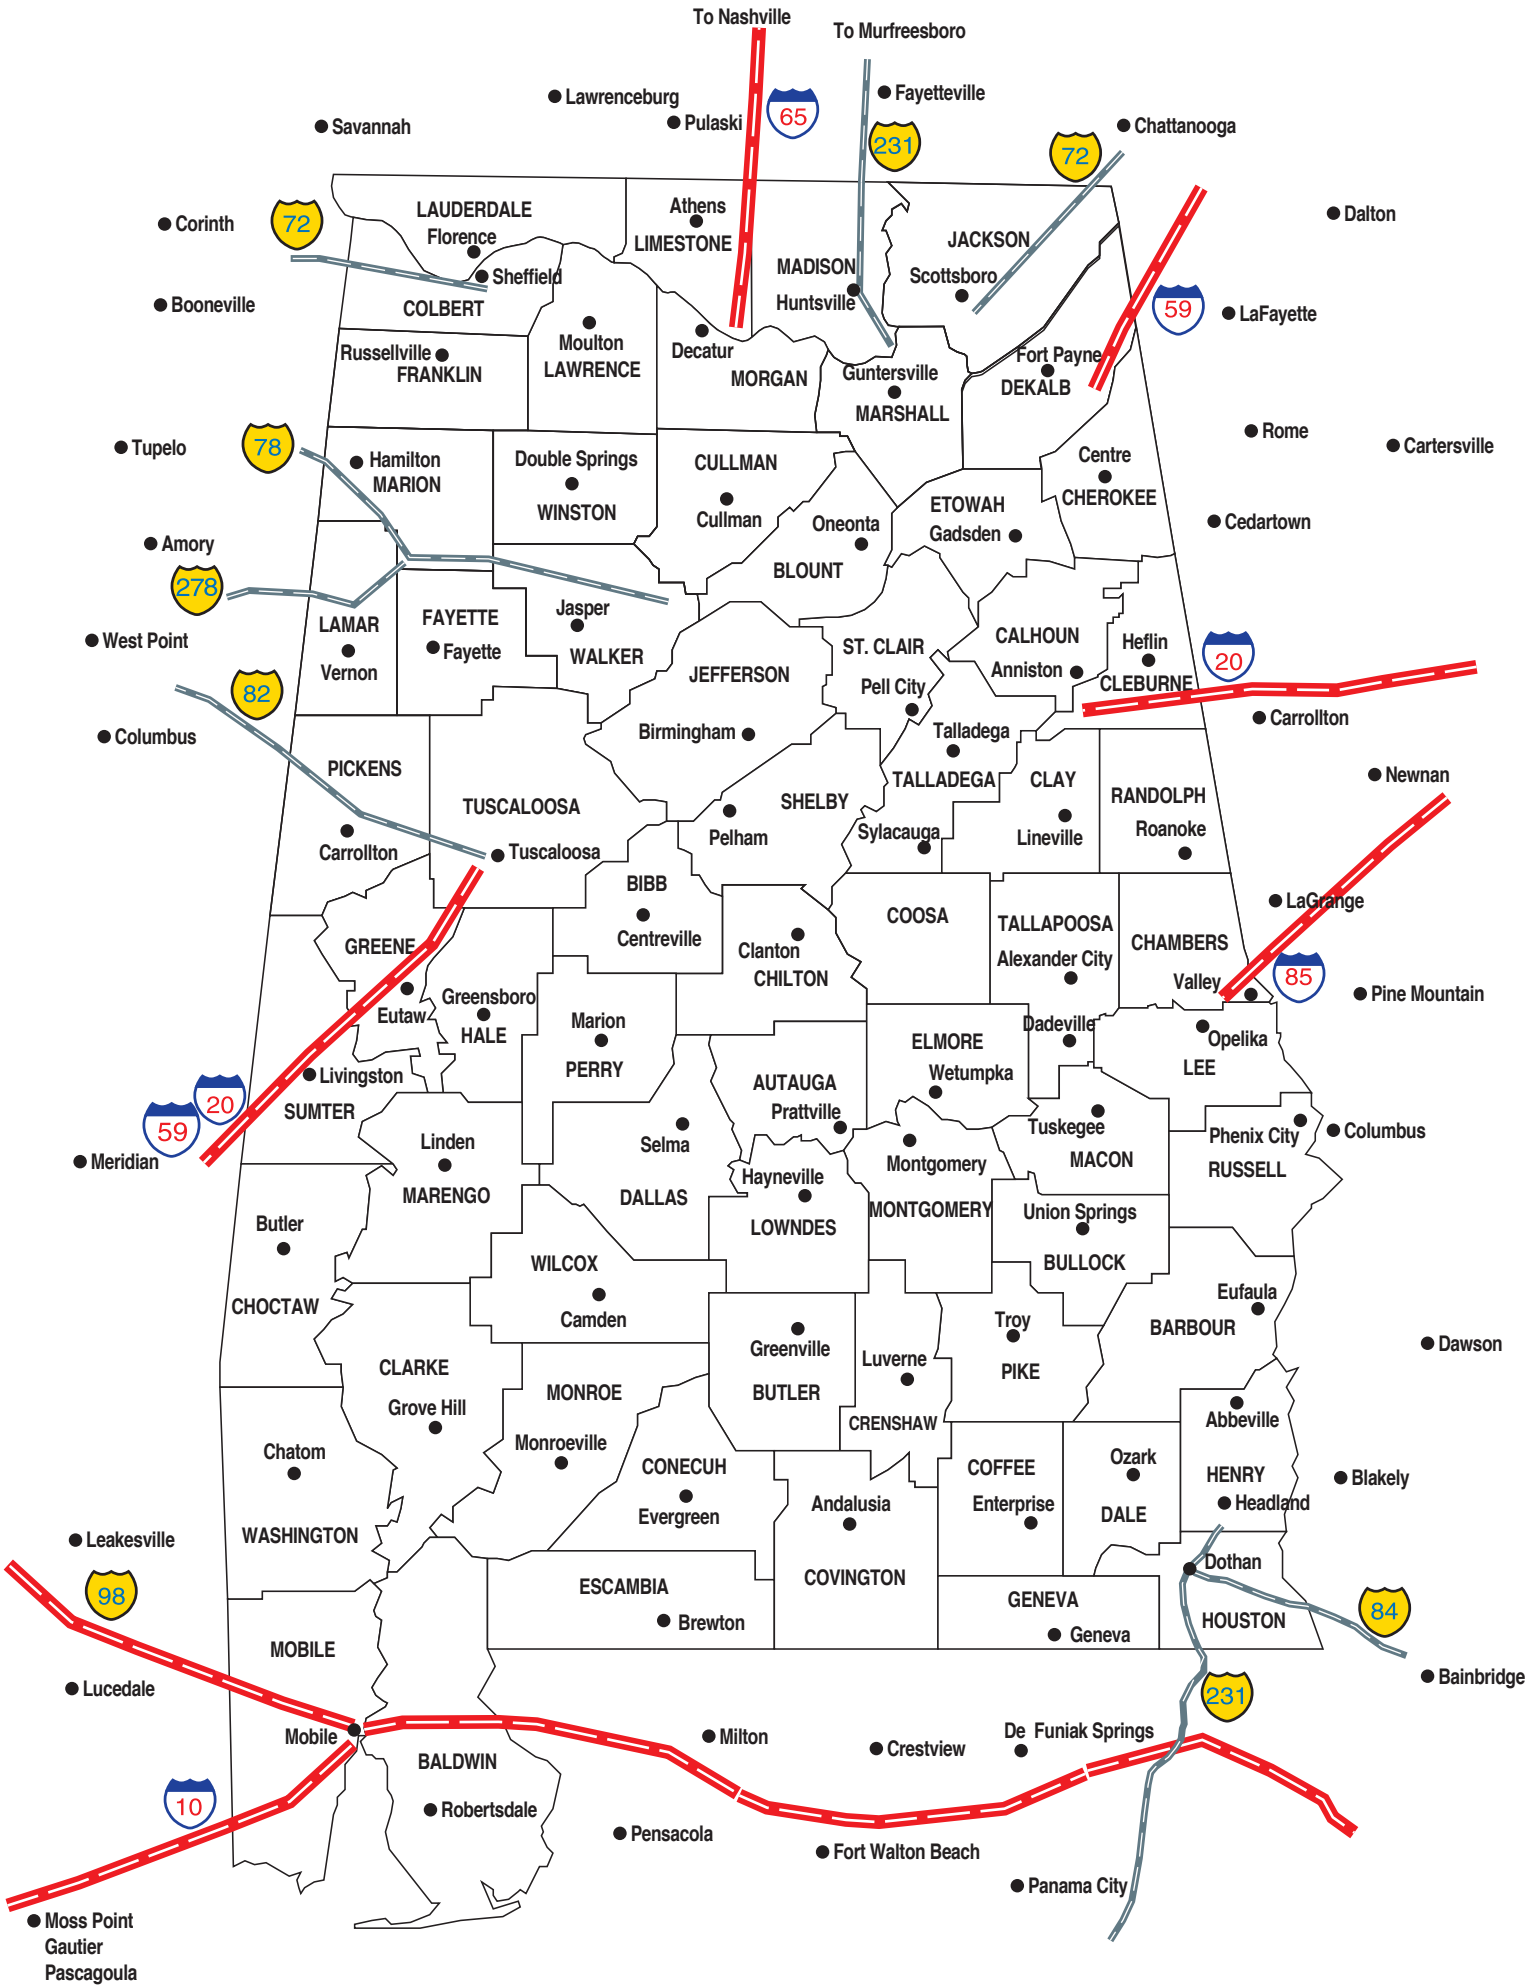 To Nashville
To Murfreesboro
Lawrenceburg
Fayetteville
65
Pulaski
Savannah
Chattanooga
231
72
Athens
LAUDERDALE
Dalton
Corinth
72
Florence
LIMESTONE
JACKSON
MADISON
Sheffield
Scottsboro
Booneville
COLBERT
Huntsville
59
LaFayette
Moulton
Decatur
Russellville
Fort Payne
LAWRENCE
FRANKLIN
MORGAN
Guntersville
DEKALB
MARSHALL
Rome
Tupelo
78
Cartersville
Hamilton
Double Springs
CULLMAN
Centre
MARION
CHEROKEE
WINSTON
Cullman
ETOWAH
Oneonta
Gadsden
Cedartown
Amory
BLOUNT
278
Jasper
FAYETTE
LAMAR
West Point
Fayette
WALKER
ST. CLAIR
CALHOUN
Heflin
20
Vernon
JEFFERSON
Anniston
CLEBURNE
82
Pell City
Carrollton
Columbus
Birmingham
Talladega
PICKENS
TALLADEGA
CLAY
Newnan
TUSCALOOSA
SHELBY
RANDOLPH
Pelham
Sylacauga
Lineville
Roanoke
Carrollton
Tuscaloosa
BIBB
LaGrange
COOSA
TALLAPOOSA
GREENE
Centreville
Clanton
Alexander City
CHAMBERS
CHILTON
Valley
85
Pine Mountain
Greensboro
Eutaw
Marion
Dadeville
HALE
ELMORE
Opelika
PERRY
LEE
Livingston
AUTAUGA
Wetumpka
20
SUMTER
Prattville
59
Linden
Selma
Tuskegee
Phenix City
Columbus
Meridian
MACON
RUSSELL
Montgomery
Hayneville
MARENGO
DALLAS
MONTGOMERY
Union Springs
Butler
LOWNDES
WILCOX
BULLOCK
Eufaula
CHOCTAW
Camden
Troy
BARBOUR
Dawson
Greenville
Luverne
CLARKE
PIKE
MONROE
BUTLER
Grove Hill
CRENSHAW
Abbeville
Monroeville
Chatom
CONECUH
COFFEE
Ozark
HENRY
Blakely
Andalusia
Enterprise
Headland
Evergreen
DALE
WASHINGTON
Leakesville
Dothan
COVINGTON
ESCAMBIA
98
GENEVA
84
Brewton
HOUSTON
Geneva
MOBILE
Bainbridge
Lucedale
231
Mobile
Milton
De Funiak Springs
Crestview
BALDWIN
10
Robertsdale
Pensacola
Fort Walton Beach
Panama City
Moss Point
Gautier
Pascagoula